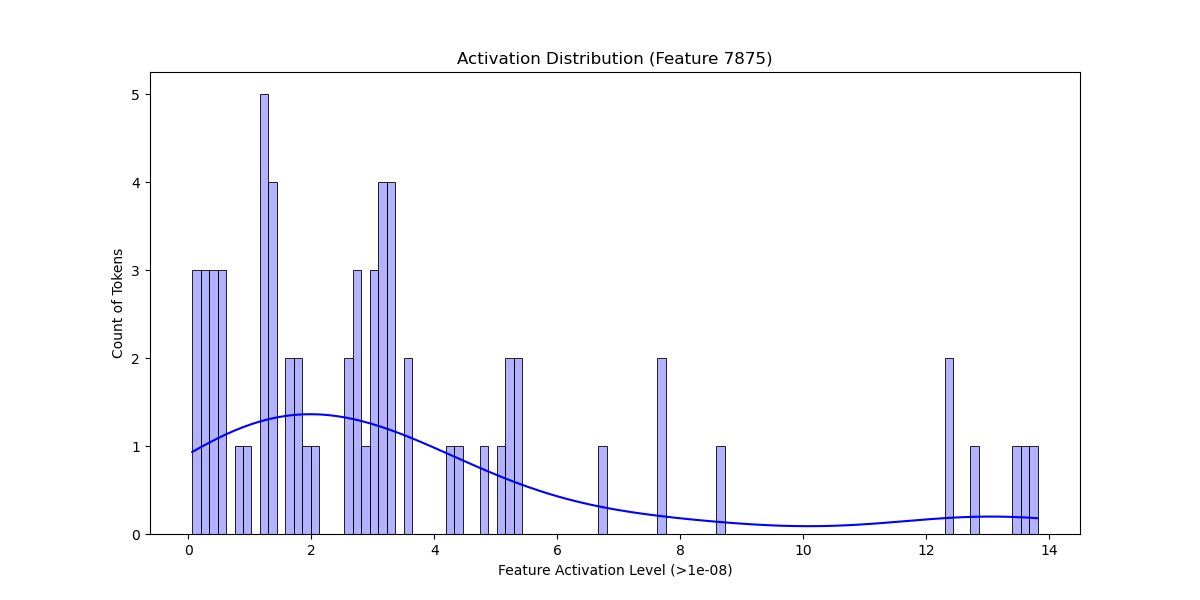 Activation Distribution (Feature 7875)
5
4
3
2
1
0
Count of Tokens
0 2 4 6 8 10 12 14
Feature Activation Level (>1e-08)